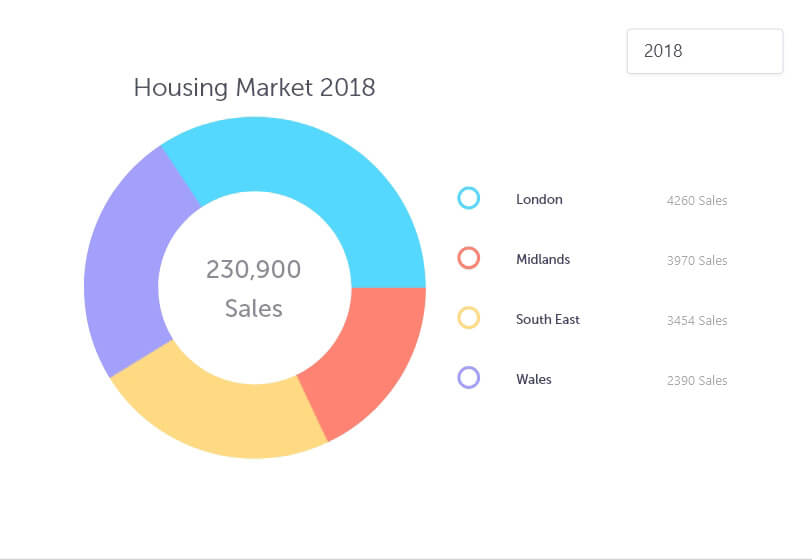 2018
Housing Market 2018
230,900
Sales
London 4260 Sales
Midlands 3970 Sales
South East 3454 Sales
Wales 2390 Sales